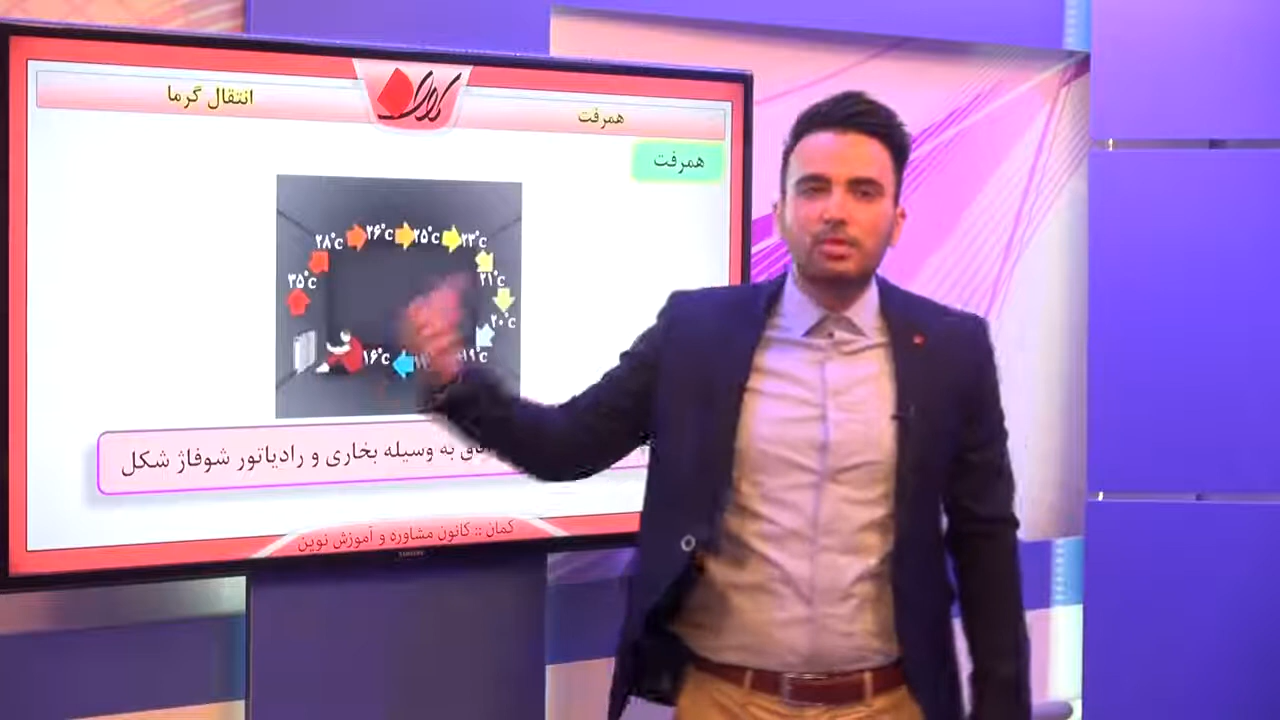 همرفت
انتقال گرما
همرفت
۲۶°c
۲۵°c
۲۳°c
۲۸°c
۳۵°c
۲۱°c
۲۰°c
۱۶°c
۱۹°c
به وسیله بخاری و رادیاتور شوفاژ شکل
کمان :: کانون مشاوره و آموزش نوین
SAMSUNG